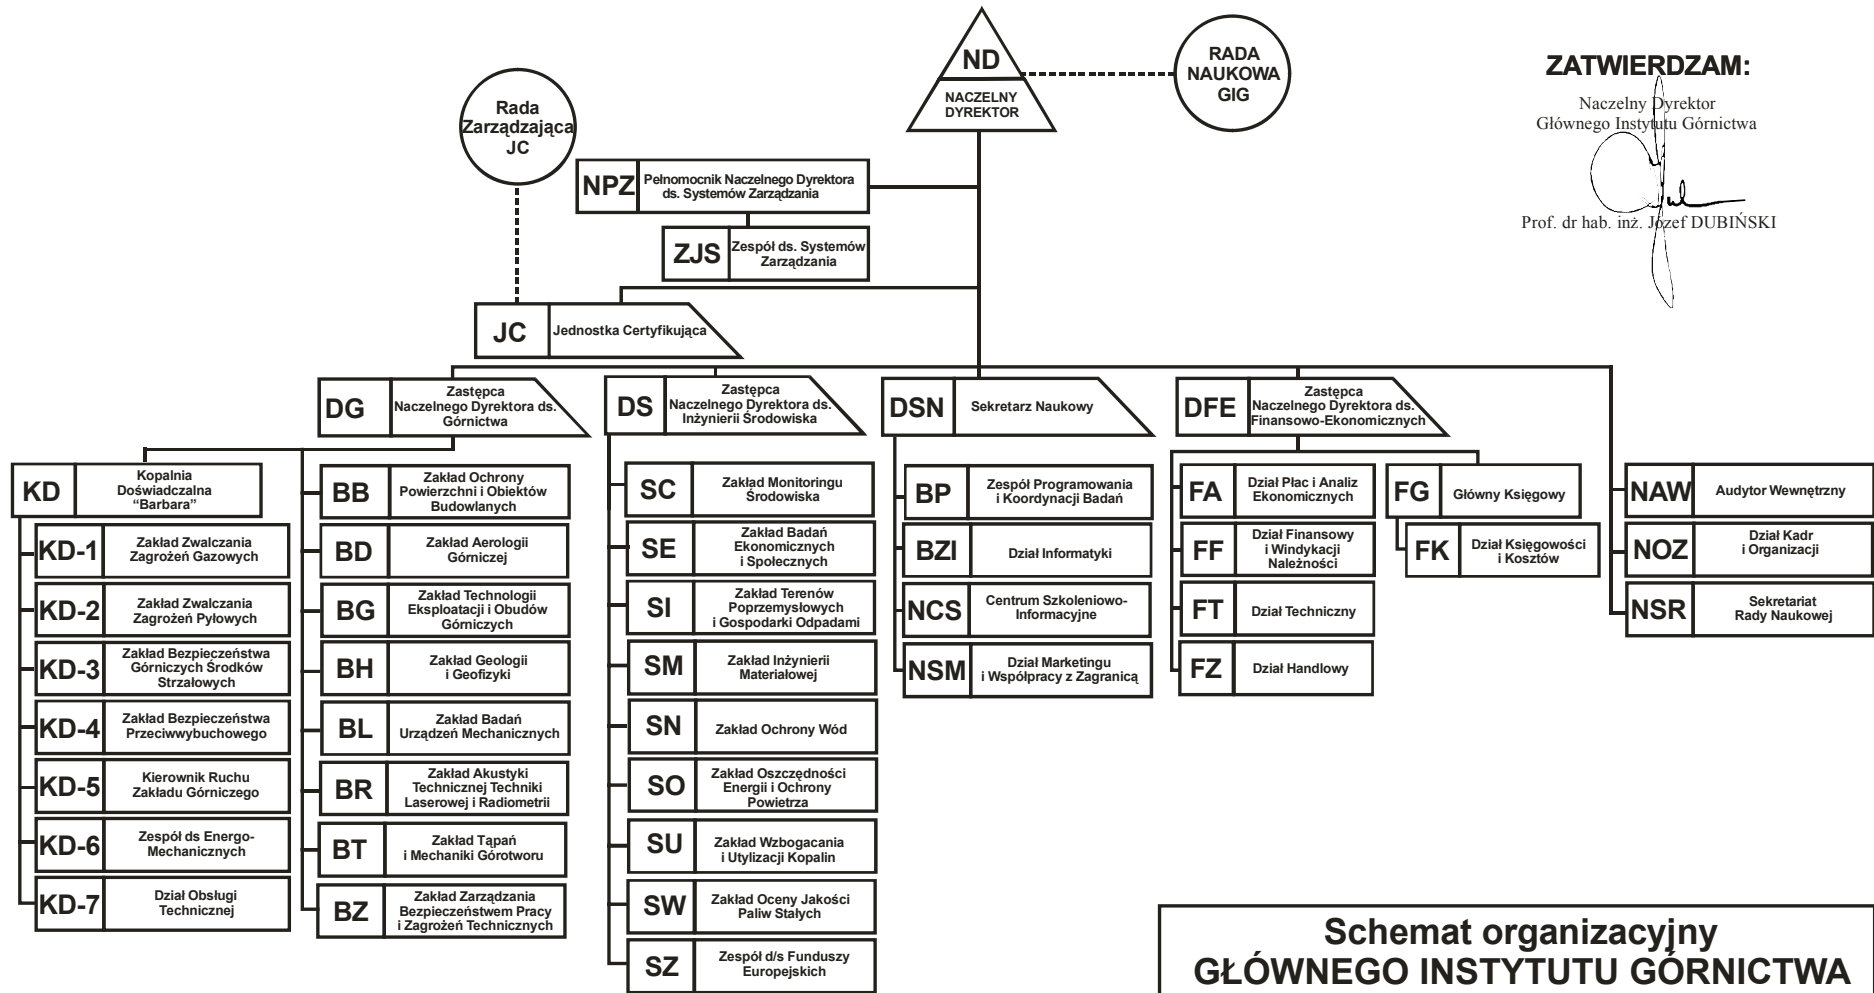 ND
NACZELNY
DYREKTOR
RADA
NAUKOWA
GIG
ZATWIERDZAM:
Naczelny Dyrektor
Głównego Instytutu Górnictwa
Prof. dr hab. inż. Józef DUBIŃSKI
Rada
Zarządzająca
JC
NPZ
Pełnomocnik Naczelnego Dyrektora
ds. Systemów Zarządzania
ZJS
Zespół ds. Systemów
Zarządzania
JC
Jednostka Certyfikująca
DG
Zastępca
Naczelnego Dyrektora ds.
Górnictwa
DS
Zastępca
Naczelnego Dyrektora ds.
Inżynierii Środowiska
DSN
Sekretarz Naukowy
DFE
Zastępca
Naczelnego Dyrektora ds.
Finansowo-Ekonomicznych
KD
Kopalnia
Doświadczalna
“Barbara”
KD-1
Zakład Zwalczania
Zagrożeń Gazowych
KD-2
Zakład Zwalczania
Zagrożeń Pyłowych
KD-3
Zakład Bezpieczeństwa
Górniczych Środków
Strzałowych
KD-4
Zakład Bezpieczeństwa
Przeciwwybuchowego
KD-5
Kierownik Ruchu
Zakładu Górniczego
KD-6
Zespół ds Energo-
Mechanicznych
KD-7
Dział Obsługi
Technicznej
BB
Zakład Ochrony
Powierzchni i Obiektów
Budowlanych
BD
Zakład Aerologii
Górniczej
BG
Zakład Technologii
Eksploatacji i Obudów
Górniczych
BH
Zakład Geologii
i Geofizyki
BL
Zakład Badań
Urządzeń Mechanicznych
BR
Zakład Akustyki
Technicznej Techniki
Laserowej i Radiometrii
BT
Zakład Tąpań
i Mechaniki Górotworu
BZ
Zakład Zarządzania
Bezpieczeństwem Pracy
i Zagrożeń Technicznych
SC
Zakład Monitoringu
Środowiska
SE
Zakład Badań
Ekonomicznych
i Społecznych
SI
Zakład Terenów
Poprzemysłowych
i Gospodarki Odpadami
SM
Zakład Inżynierii
Materiałowej
SN
Zakład Ochrony Wód
SO
Zakład Oszczędności
Energii i Ochrony
Powietrza
SU
Zakład Wzbogacania
i Utylizacji Kopalin
SW
Zakład Oceny Jakości
Paliw Stałych
SZ
Zespół d/s Funduszy
Europejskich
BP
Zespół Programowania
i Koordynacji Badań
BZI
Dział Informatyki
NCS
Centrum Szkoleniowo-
Informacyjne
NSM
Dział Marketingu
i Współpracy z Zagranicą
FA
Dział Płac i Analiz
Ekonomicznych
FF
Dział Finansowy
i Windykacji
Należności
FT
Dział Techniczny
FZ
Dział Handlowy
FG
Główny Księgowy
FK
Dział Księgowości
i Kosztów
NAW
Audytor Wewnętrzny
NOZ
Dział Kadr
i Organizacji
NSR
Sekretariat
Rady Naukowej
Schemat organizacyjny
GŁÓWNEGO INSTYTUTU GÓRNICTWA